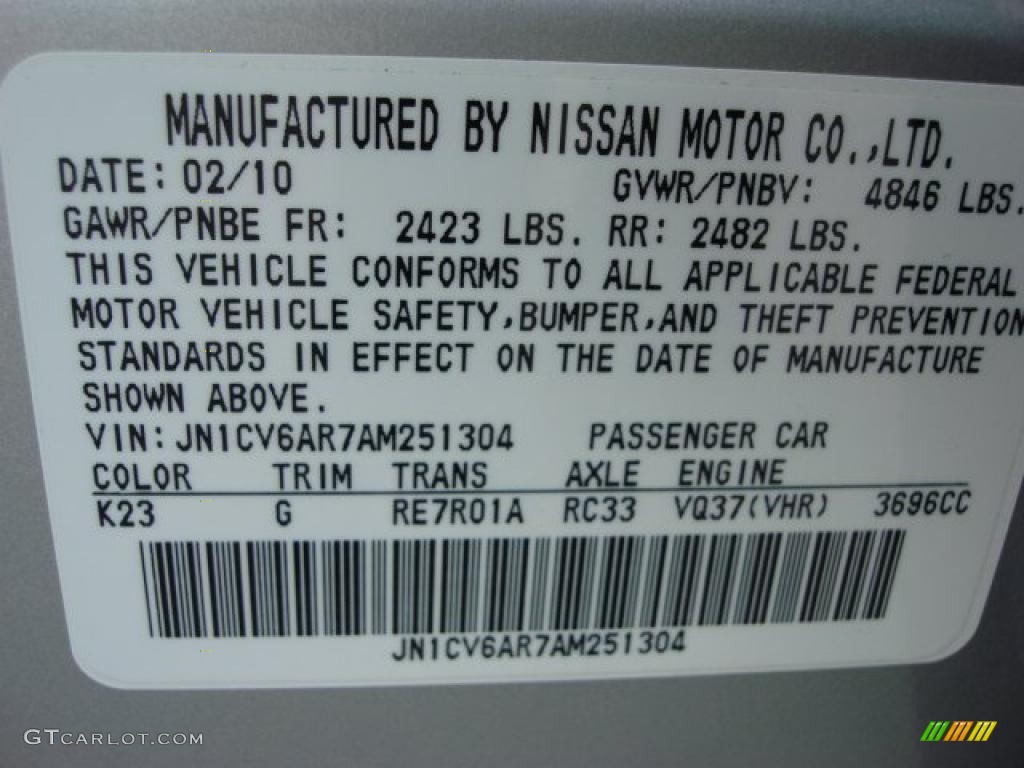 MANUFACTURED BY NISSAN MOTOR CO.,LTD.
DATE: 02/10 GVWR/PNBV: 4846 LBS.
GAWR/PNBE FR: 2423 LBS. RR: 2482 LBS.
THIS VEHICLE CONFORMS TO ALL APPLICABLE FEDERAL
MOTOR VEHICLE SAFETY,BUMPER,AND THEFT PREVENTION
STANDARDS IN EFFECT ON THE DATE OF MANUFACTURE
SHOWN ABOVE.
VIN: JN1CV6AR7AM251304 PASSENGER CAR
COLOR TRIM TRANS AXLE ENGINE
K23 G RE7R01A RC33 VQ37(VHR) 3696CC
JN1CV6AR7AM251304
GTCARLOT.COM